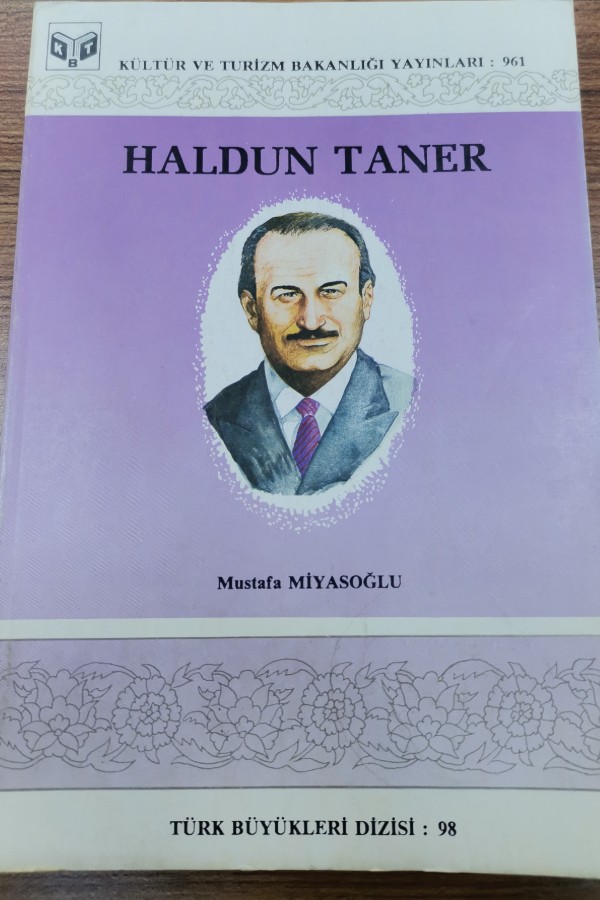 K B T
KÜLTÜR VE TURİZM BAKANLIĞI YAYINLARI : 961
HALDUN TANER
Mustafa MİYASOĞLU
TÜRK BÜYÜKLERİ DİZİSİ : 98